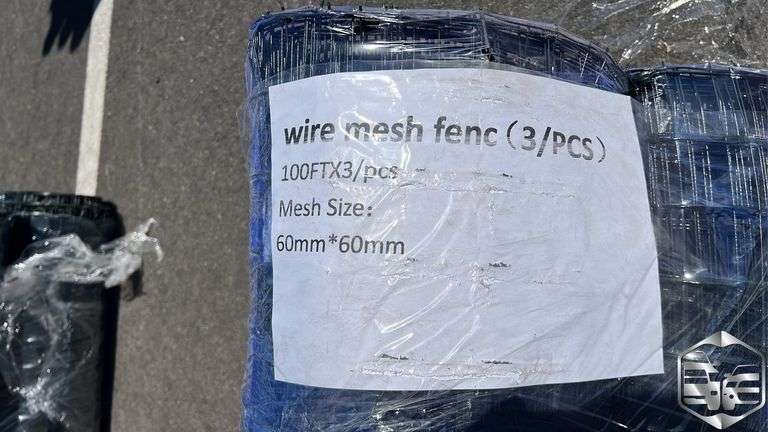 wire mesh fenc（3/PCS）
100FTX3/pcs
Mesh Size：
60mm*60mm